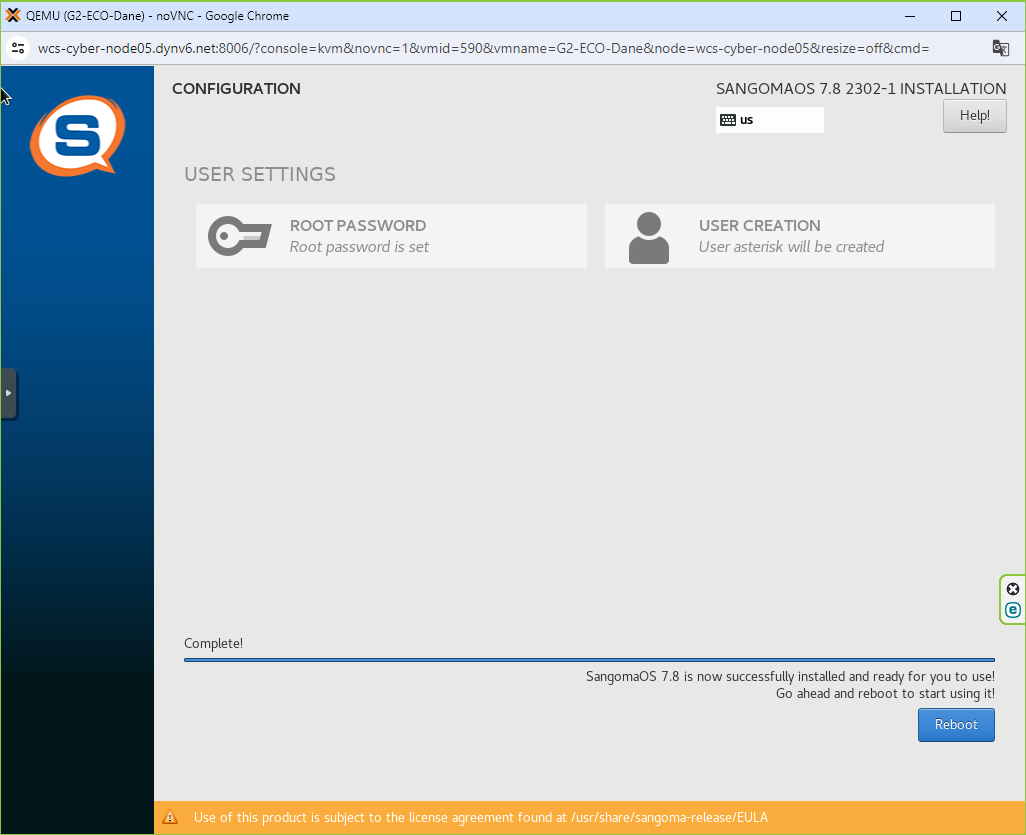 QEMU (G2-ECO-Dane) - noVNC - Google Chrome
wcs-cyber-node05.dynv6.net:8006/?console=kvm&novnc=1&vmid=590&vmname=G2-ECO-Dane&node=wcs-cyber-node05&resize=off&cmd=
CONFIGURATION
SANGOMAOS 7.8 2302-1 INSTALLATION
us
Help!
S
USER SETTINGS
ROOT PASSWORD
Root password is set
USER CREATION
User asterisk will be created
e
Complete!
SangomaOS 7.8 is now successfully installed and ready for you to use!
Go ahead and reboot to start using it!
Reboot
Use of this product is subject to the license agreement found at /usr/share/sangoma-release/EULA